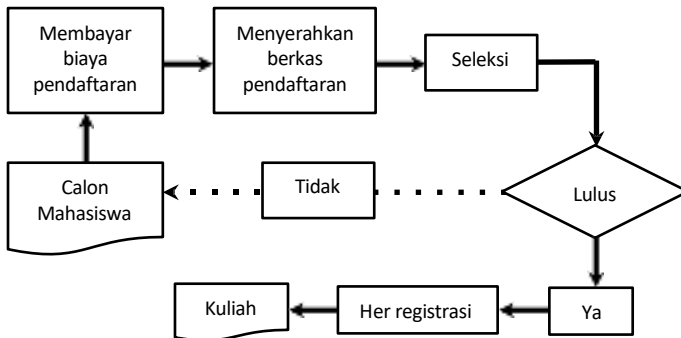 Membayar
biaya
pendaftaran
Menyerahkan
berkas
pendaftaran
Seleksi
Calon
Mahasiswa
Tidak
Lulus
Kuliah
Her registrasi
Ya